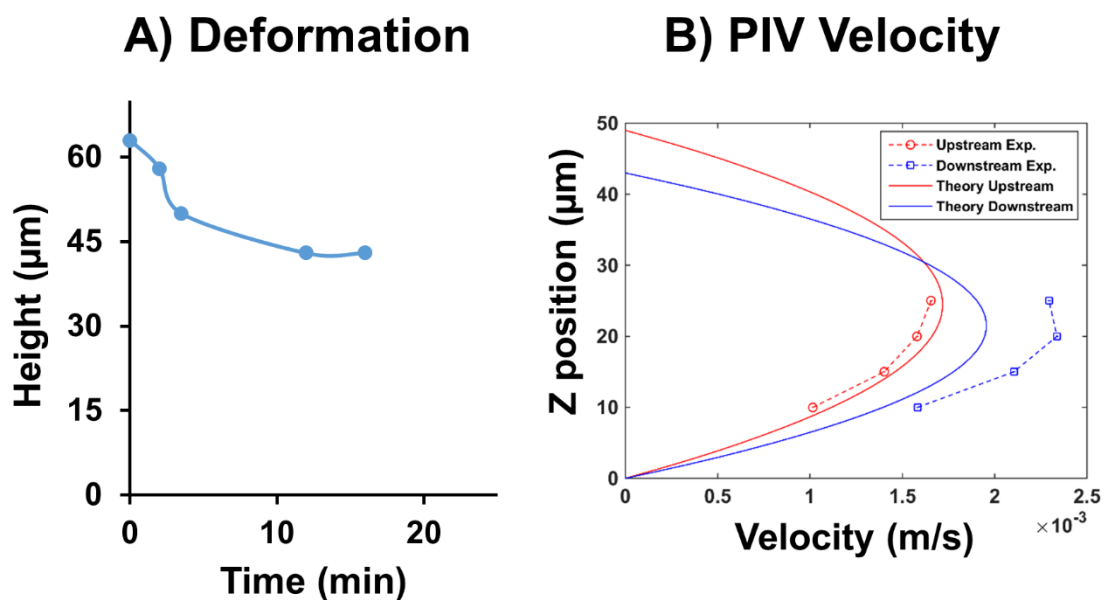 A) Deformation
Height (μm)
60
45
30
15
0
0
10
20
Time (min)
B) PIV Velocity
Z position (μm)
50
40
30
20
10
0
Upstream Exp.
Downstream Exp.
Theory Upstream
Theory Downstream
0
0.5
1
1.5
2
2.5
×10⁻³
Velocity (m/s)